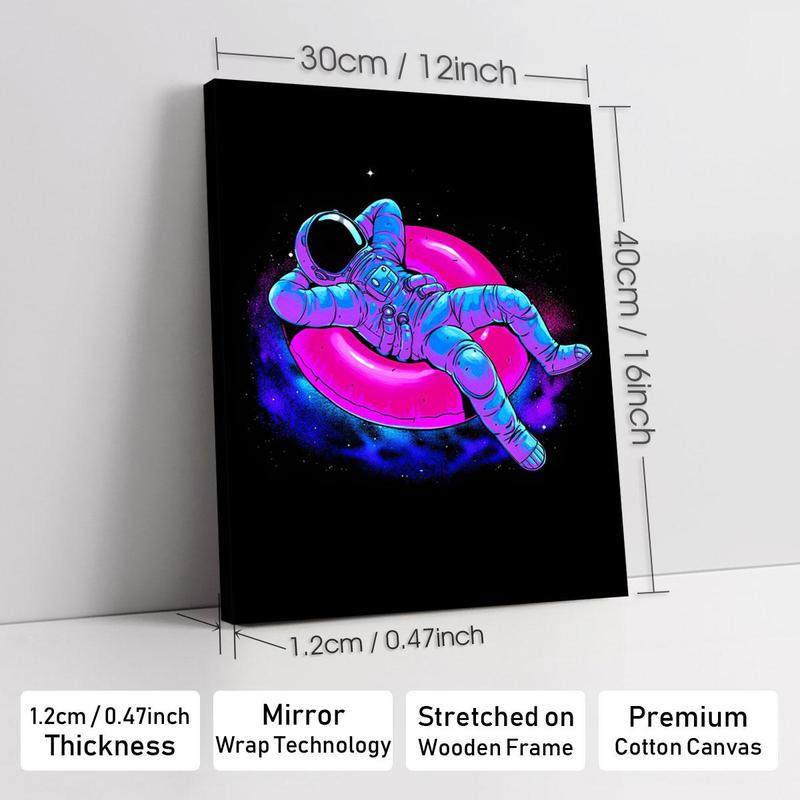 30cm / 12inch
40cm / 16inch
1.2cm / 0.47inch
1.2cm / 0.47inch
Thickness
Mirror
Wrap Technology
Stretched on
Wooden Frame
Premium
Cotton Canvas